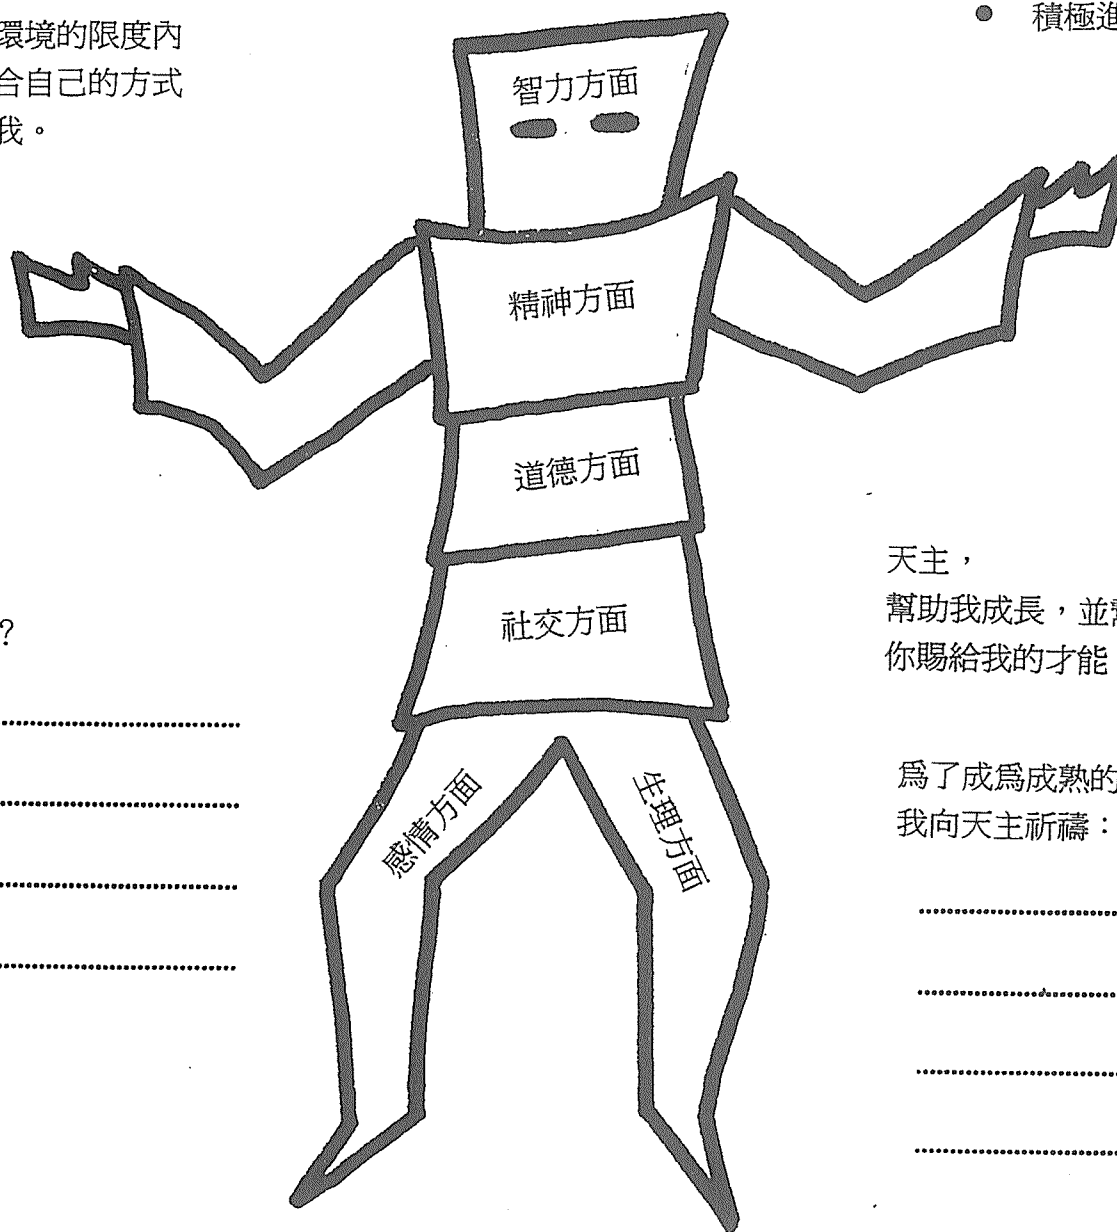 環境的限度內
合自己的方式
我。
積極進
智力方面
精神方面
道德方面
社交方面
感情方面
生理方面
?
天主，
幫助我成長，並幫
你賜給我的才能
爲了成爲成熟的
我向天主祈禱：